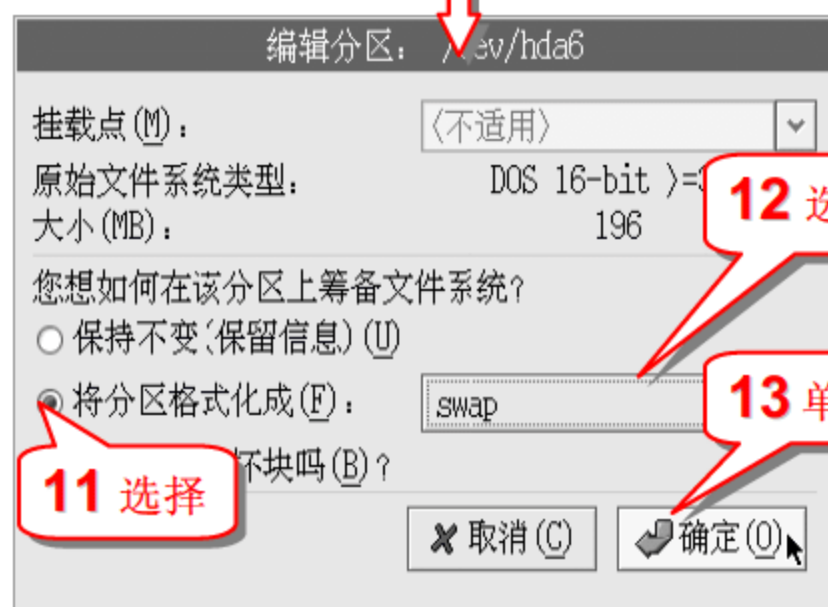 编辑分区： /dev/hda6
挂载点(M)：
〈不适用〉
原始文件系统类型： DOS 16-bit >=
大小(MB)： 196
12 选
您想如何在该分区上筹备文件系统?
保持不变(保留信息)(U)
将分区格式化成(F)： swap
13 单
11 选择
坏块吗(B)?
取消(C)
确定(O)